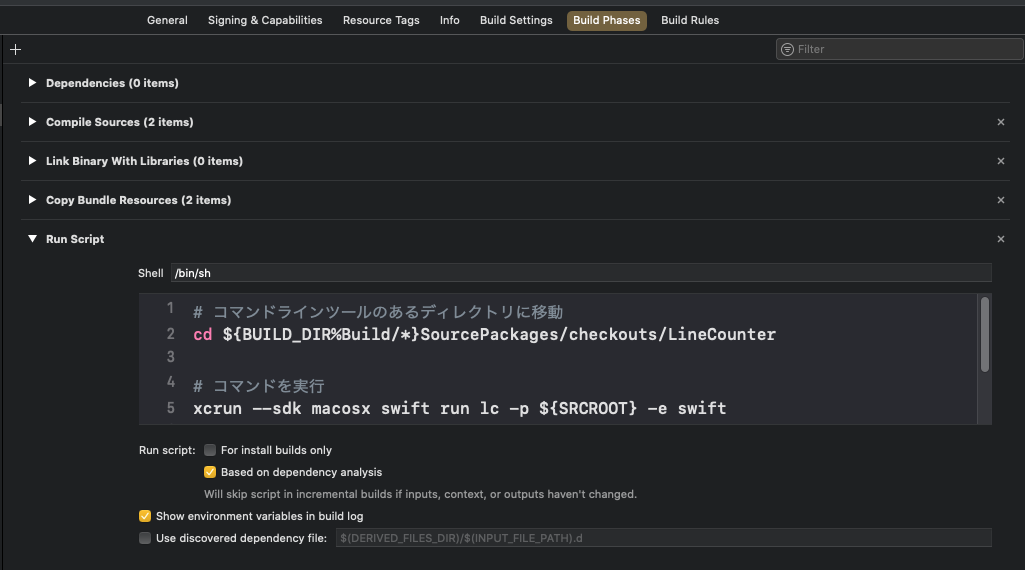 General Signing & Capabilities Resource Tags Info Build Settings Build Phases Build Rules
Filter
Dependencies (0 items)
Compile Sources (2 items)
Link Binary With Libraries (0 items)
Copy Bundle Resources (2 items)
Run Script
Shell /bin/sh
1 # コマンドラインツールのあるディレクトリに移動
2 cd ${BUILD_DIR%Build/*}SourcePackages/checkouts/LineCounter
3
4 # コマンドを実行
5 xcrun --sdk macosx swift run lc -p ${SRCROOT} -e swift
Run script: For install builds only
Based on dependency analysis
Will skip script in incremental builds if inputs, context, or outputs haven't changed.
Show environment variables in build log
Use discovered dependency file: $(DERIVED_FILES_DIR)/$(INPUT_FILE_PATH).d